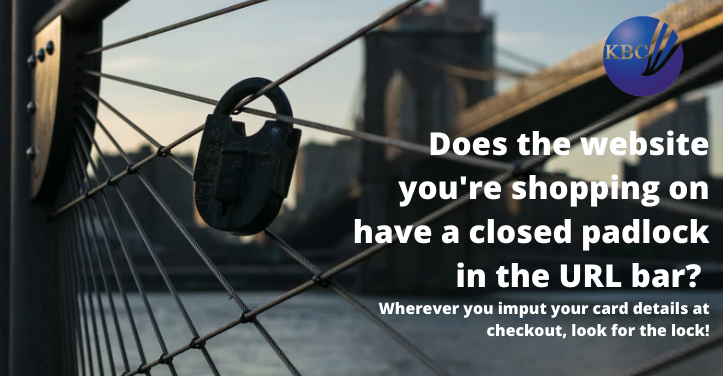 KBC
Does the website
you're shopping on
have a closed padlock
in the URL bar?
Wherever you imput your card details at
checkout, look for the lock!